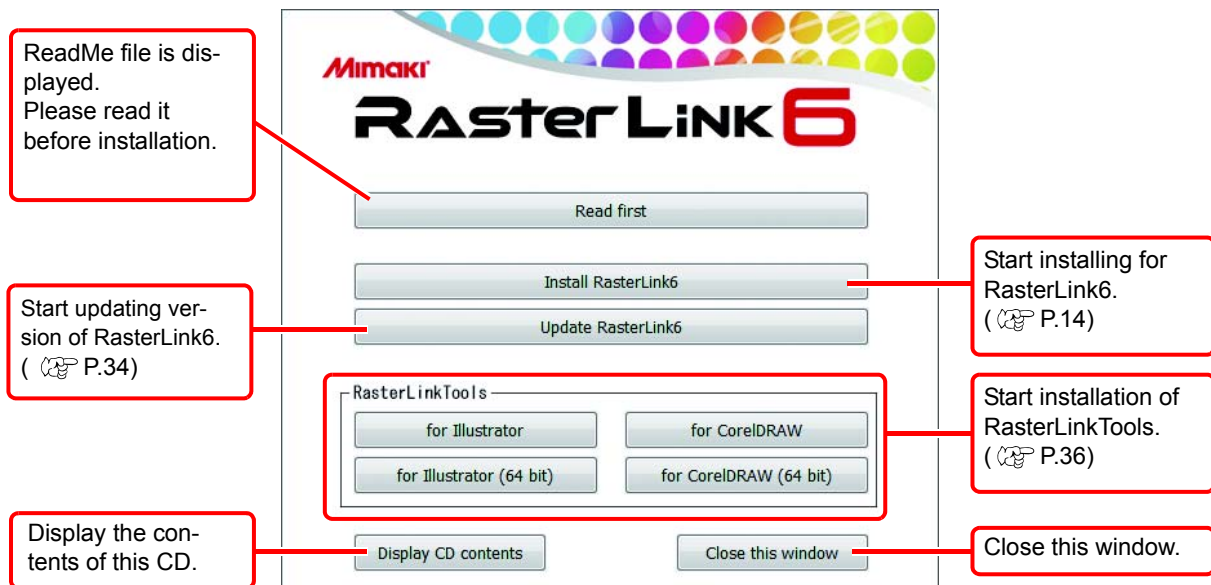 ReadMe file is dis-
played.
Please read it
before installation.
Mimaki
RASTER LINK 6
Read first
Install RasterLink6
Start installing for
RasterLink6.
( P.14)
Start updating ver-
sion of RasterLink6.
( P.34)
Update RasterLink6
RasterLinkTools
for Illustrator
for CorelDRAW
for Illustrator (64 bit)
for CorelDRAW (64 bit)
Start installation of
RasterLinkTools.
( P.36)
Display the con-
tents of this CD.
Display CD contents
Close this window
Close this window.